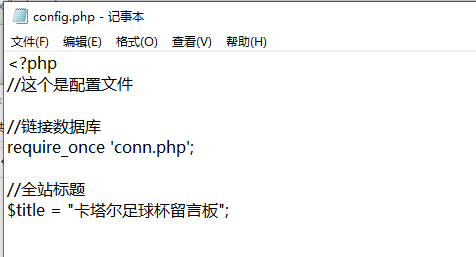 config.php - 记事本
文件(F) 编辑(E) 格式(O) 查看(V) 帮助(H)
<?php
//这个是配置文件
//链接数据库
require_once 'conn.php';
//全站标题
$title = "卡塔尔足球杯留言板";